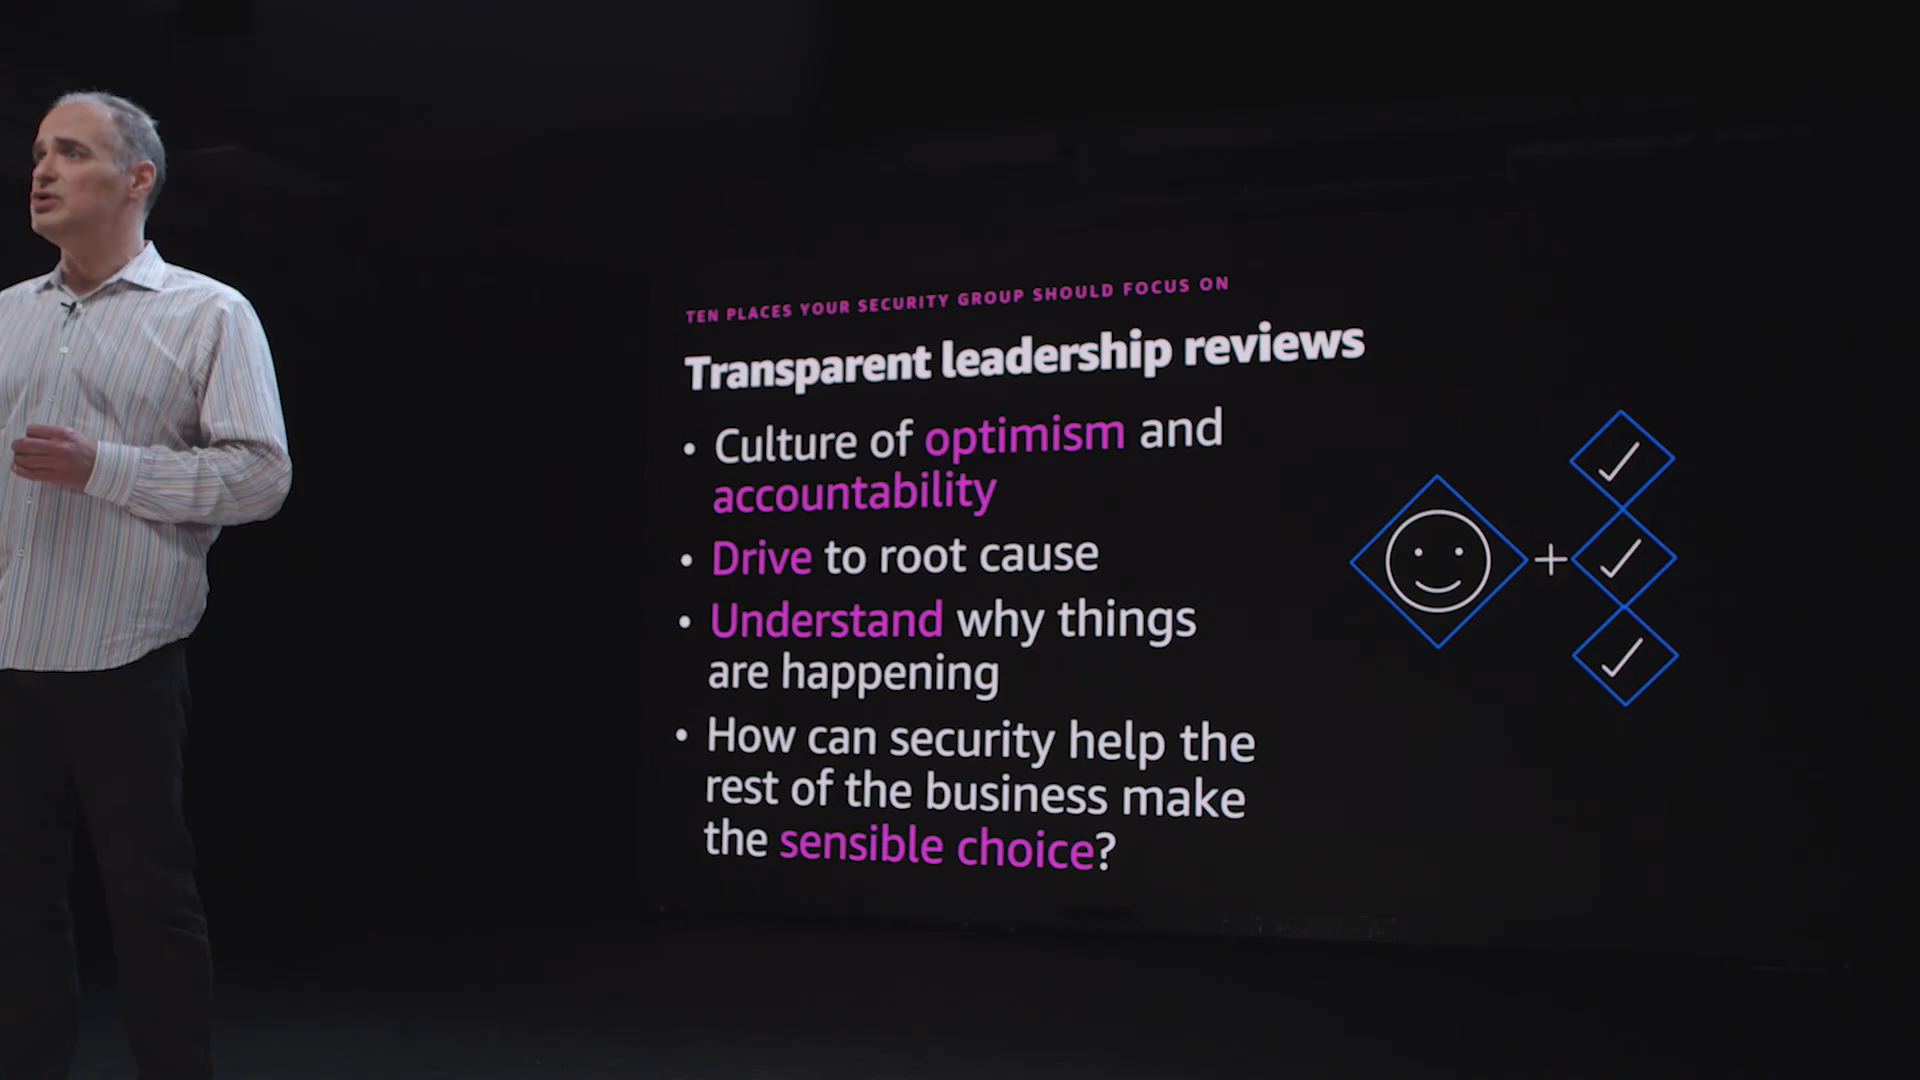 TEN PLACES YOUR SECURITY GROUP SHOULD FOCUS ON
Transparent leadership reviews
• Culture of optimism and
accountability
• Drive to root cause
• Understand why things
are happening
• How can security help the
rest of the business make
the sensible choice?